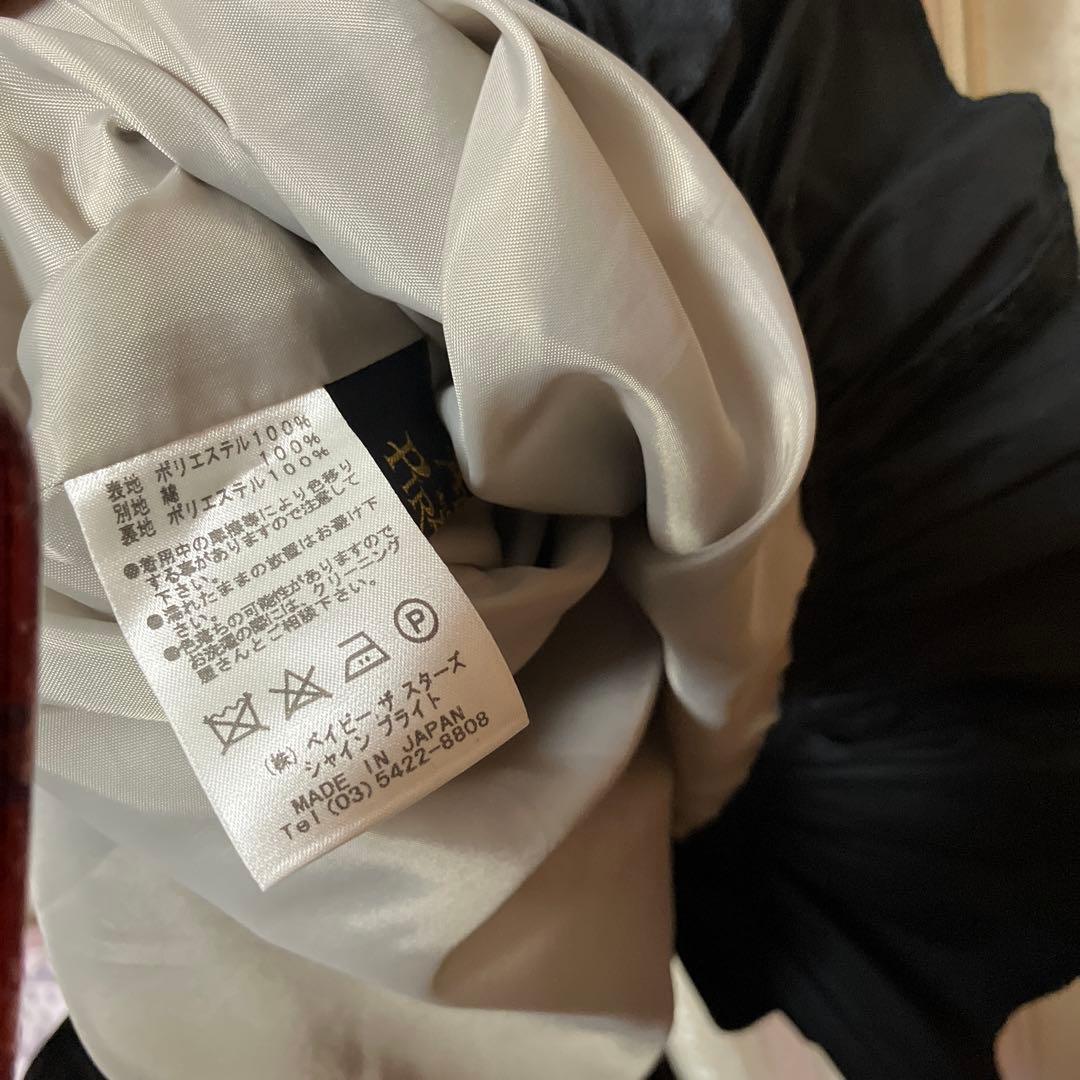 表地 ポリエステル100%
別地 綿 100%
裏地 ポリエステル100%
●着用中の摩擦等により色移り
する事がありますので注意して
下さい。
●濡れたままの放置はお避け下
さい。
●色落ちの可能性がありますので
お洗濯の際には、クリーニング
屋さんとご相談下さい。
P
(株) ベイビー ザ スターズ
シャイン ブライト
MADE IN JAPAN
Tel (03) 5422-8808